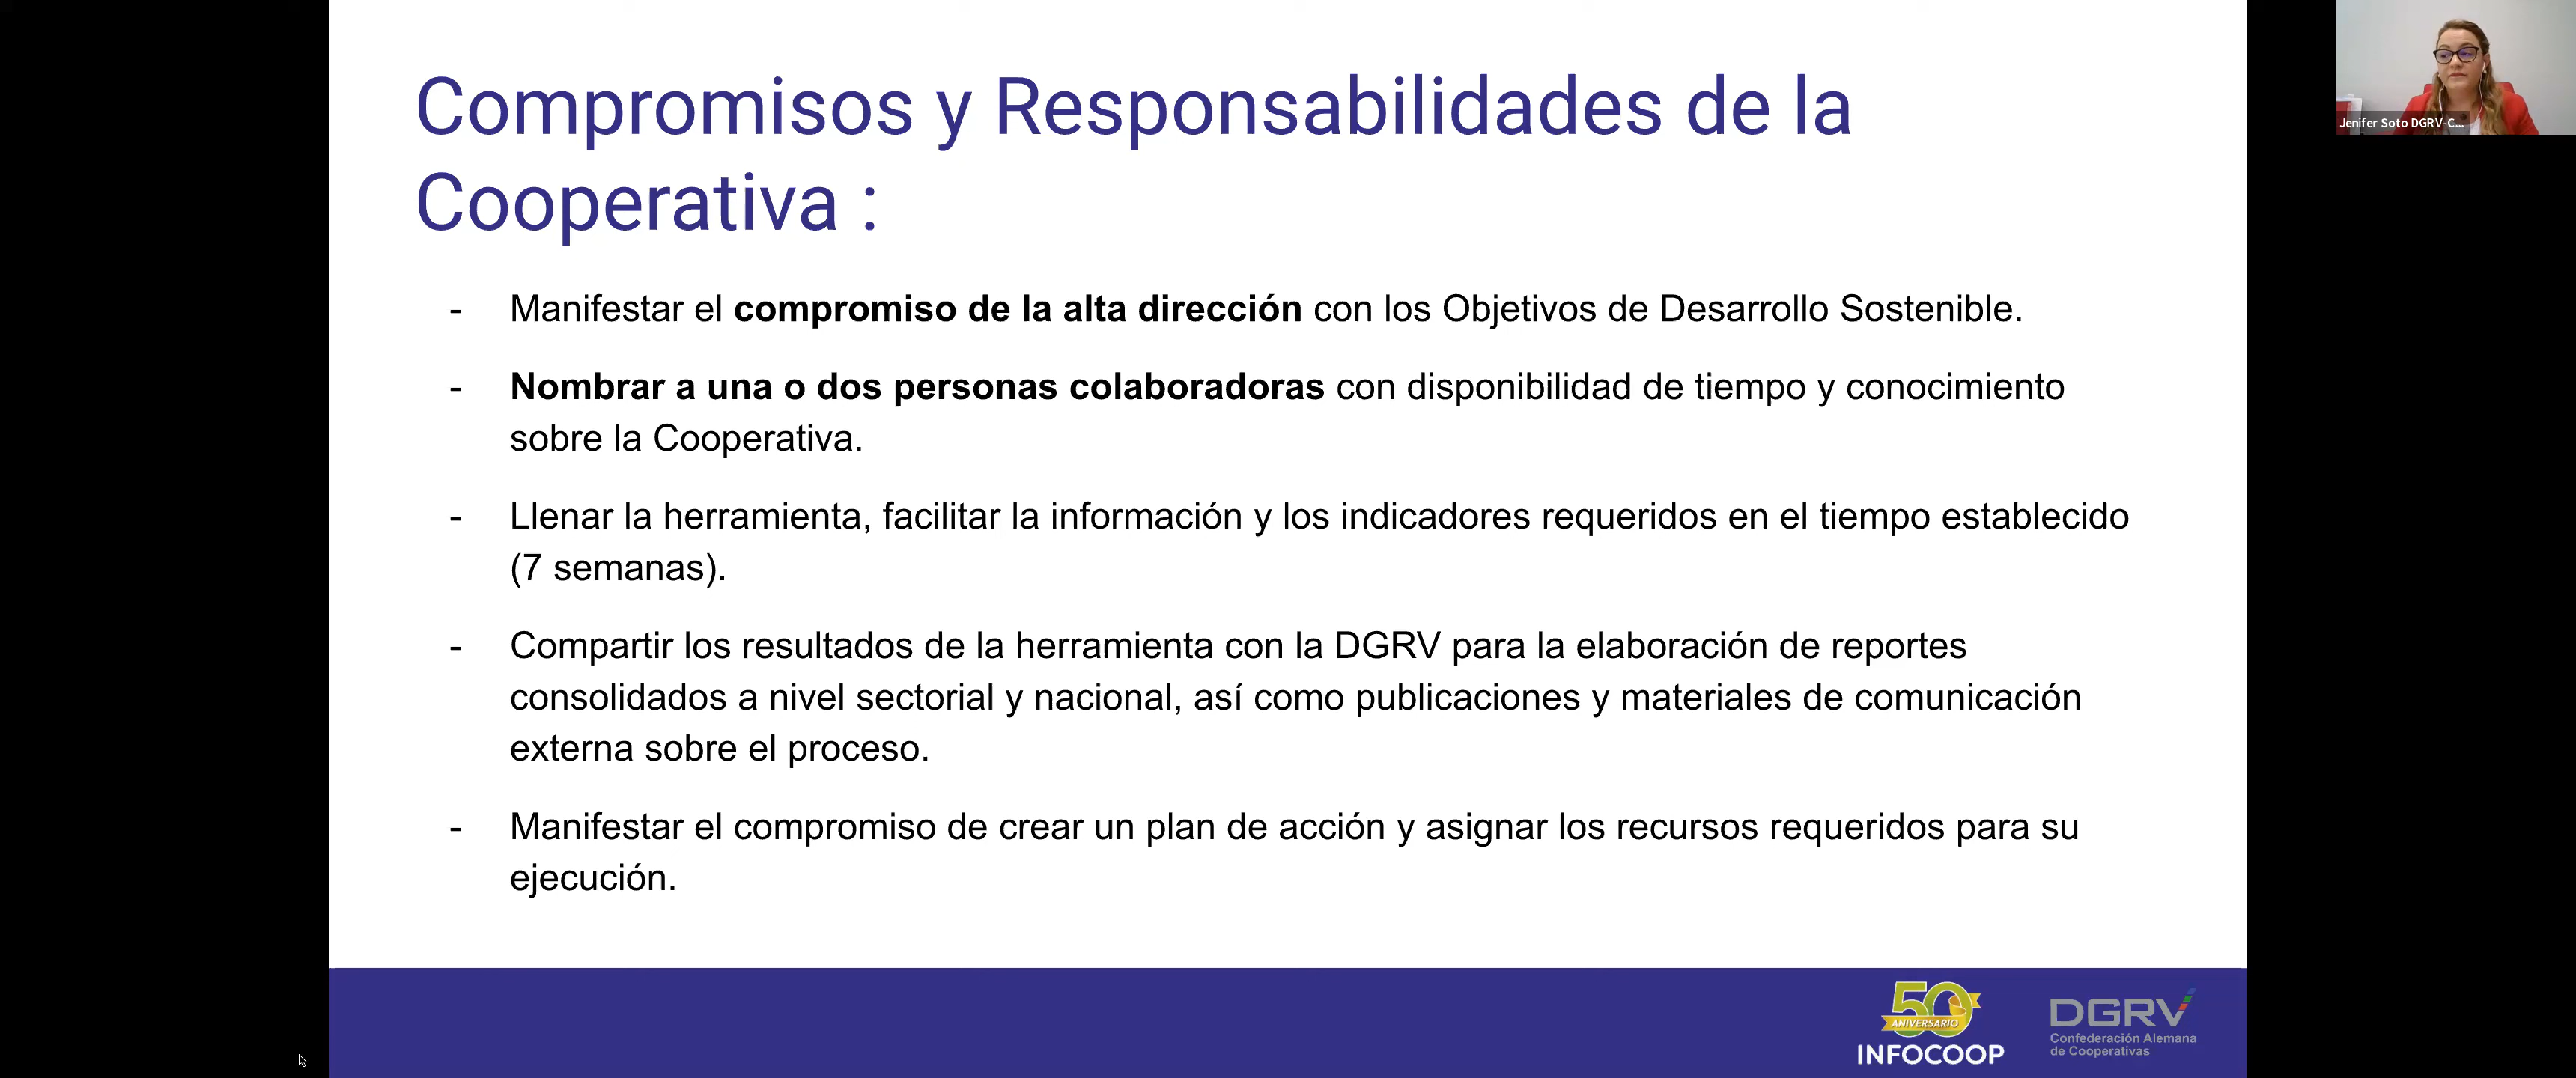 Compromisos y Responsabilidades de la
Cooperativa :
- Manifestar el compromiso de la alta dirección con los Objetivos de Desarrollo Sostenible.
- Nombrar a una o dos personas colaboradoras con disponibilidad de tiempo y conocimiento
sobre la Cooperativa.
- Llenar la herramienta, facilitar la información y los indicadores requeridos en el tiempo establecido
(7 semanas).
- Compartir los resultados de la herramienta con la DGRV para la elaboración de reportes
consolidados a nivel sectorial y nacional, así como publicaciones y materiales de comunicación
externa sobre el proceso.
- Manifestar el compromiso de crear un plan de acción y asignar los recursos requeridos para su
ejecución.
50
ANIVERSARIO
INFOCOOP
DGRV
Confederación Alemana
de Cooperativas
Jenifer Soto DGRV-C...